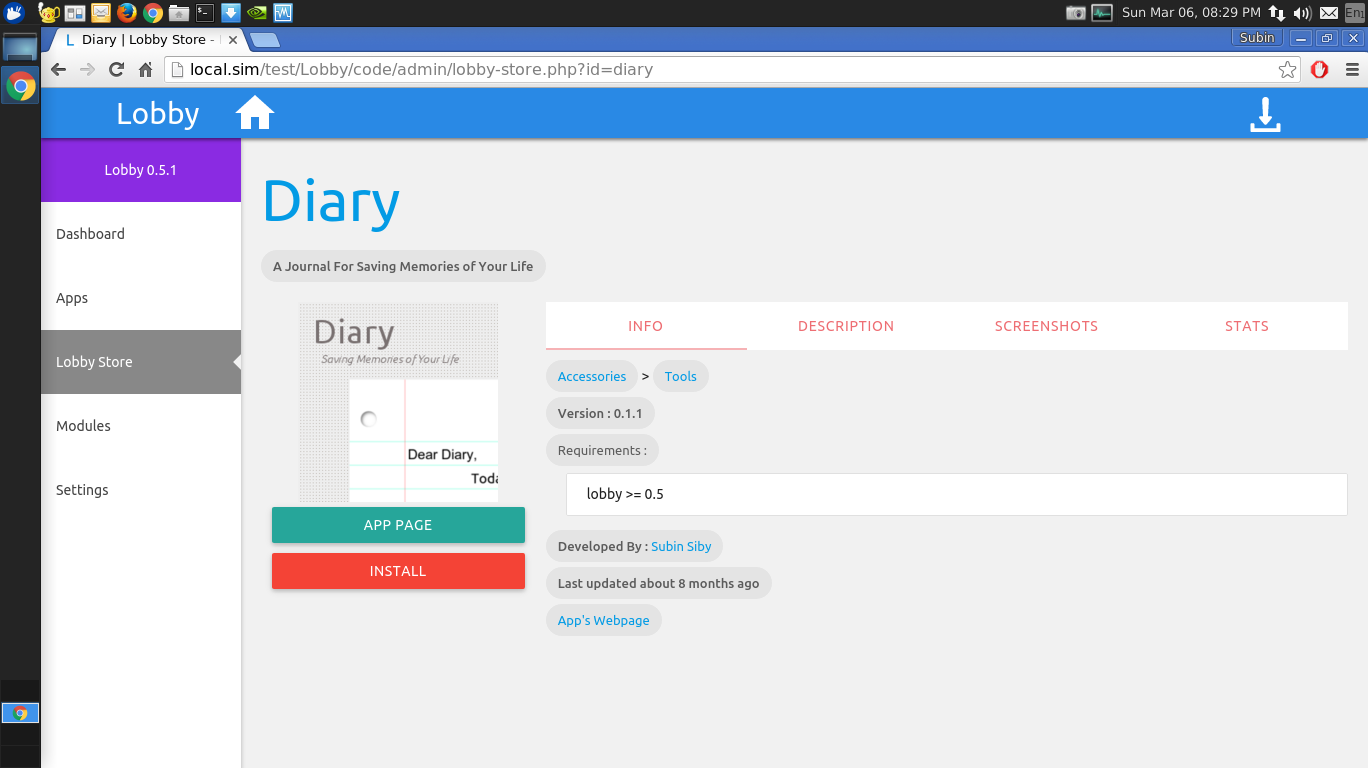 Sun Mar 06, 08:29 PM
En
Diary | Lobby Store -
Subin
local.sim/test/Lobby/code/admin/lobby-store.php?id=diary
Lobby
Lobby 0.5.1
Dashboard
Apps
Lobby Store
Modules
Settings
Diary
A Journal For Saving Memories of Your Life
Diary
Saving Memories of Your Life
Dear Diary,
Toda
APP PAGE
INSTALL
INFO
DESCRIPTION
SCREENSHOTS
STATS
Accessories > Tools
Version : 0.1.1
Requirements :
lobby >= 0.5
Developed By : Subin Siby
Last updated about 8 months ago
App's Webpage